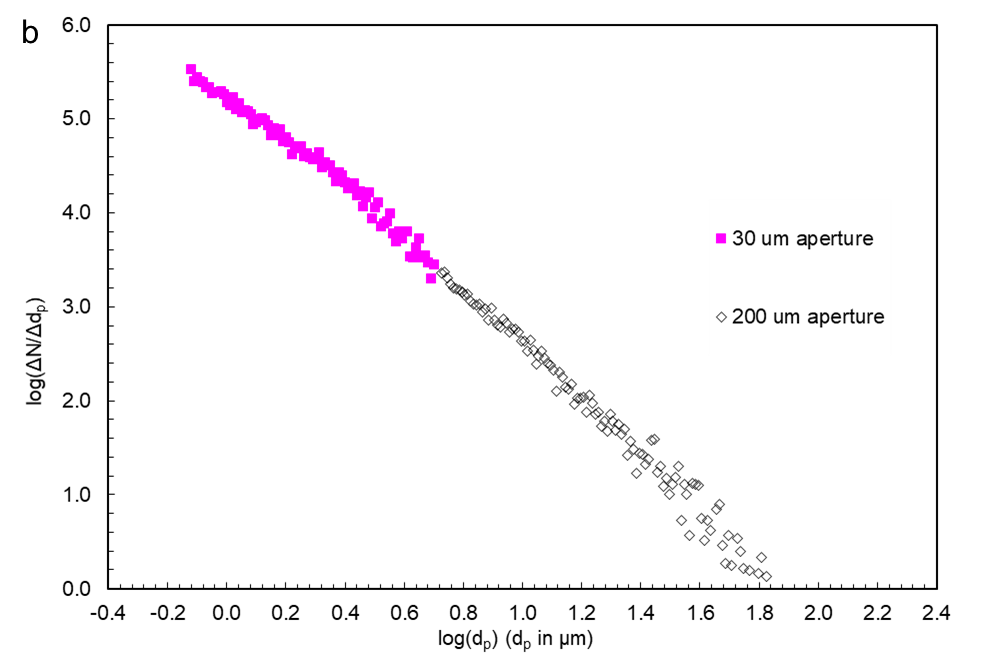 b
6.0
5.0
4.0
3.0
2.0
1.0
0.0
log(ΔN/Δdp)
30 um aperture
200 um aperture
-0.4 -0.2 0.0 0.2 0.4 0.6 0.8 1.0 1.2 1.4 1.6 1.8 2.0 2.2 2.4
log(dp) (dp in µm)